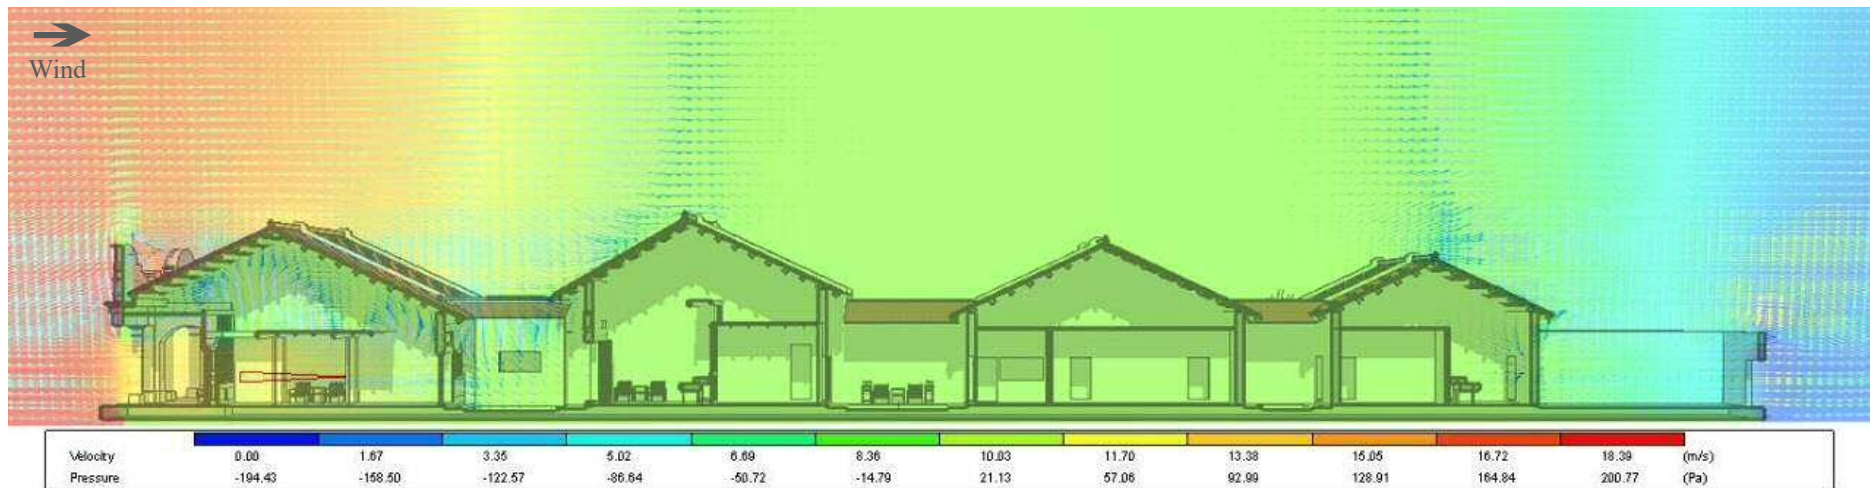 Wind
Velocity 0.00 1.67 3.35 5.02 6.69 8.36 10.03 11.70 13.38 15.05 16.72 18.39 (m/s)
Pressure -194.43 -158.50 -122.57 -86.64 -50.72 -14.79 21.13 57.06 92.99 128.91 164.84 200.77 (Pa)